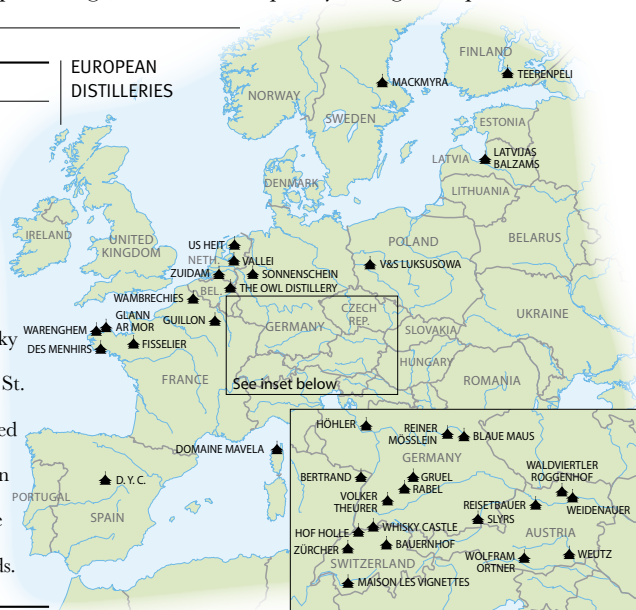 EUROPEAN
DISTILLERIES
FINLAND
TEERENPELI
MACKMYRA
NORWAY
SWEDEN
ESTONIA
LATVIJAS
BALZAMS
LATVIA
DENMARK
LITHUANIA
IRELAND
UNITED
KINGDOM
US HEIT
NETH.
VALLEI
ZUIDAM
SONNENSCHEIN
BEL.
THE OWL DISTILLERY
POLAND
V&S LUKSUSOWA
BELARUS
WAMBRECHIES
GLANN
AR MOR
WARENGHEM
DES MENHIRS
FISSELIER
GUILLON
GERMANY
CZECH
REP.
SLOVAKIA
UKRAINE
HUNGARY
ROMANIA
FRANCE
See inset below
ky
St.
ed
n
e
ds.
DOMAINE MAVELA
D.Y.C.
PORTUGAL
SPAIN
HÖHLER
REINER
MÖSSLEIN
BLAUE MAUS
GERMANY
BERTRAND
GRUEL
RABEL
VOLKER
THEURER
WALDVIERTLER
ROGGENHOF
WEIDENAUER
REISETBAUER
SLYRS
HOF HOLLE
WHISKY CASTLE
ZÜRCHER
BAUERNHOF
AUSTRIA
SWITZERLAND
WOLFRAM
ORTNER
WEUTZ
MAISON LES VIGNETTES